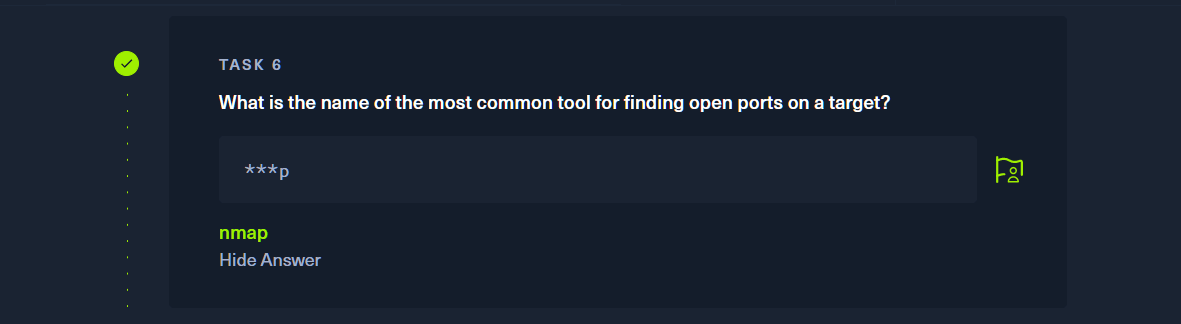 TASK 6
What is the name of the most common tool for finding open ports on a target?
***p
nmap
Hide Answer